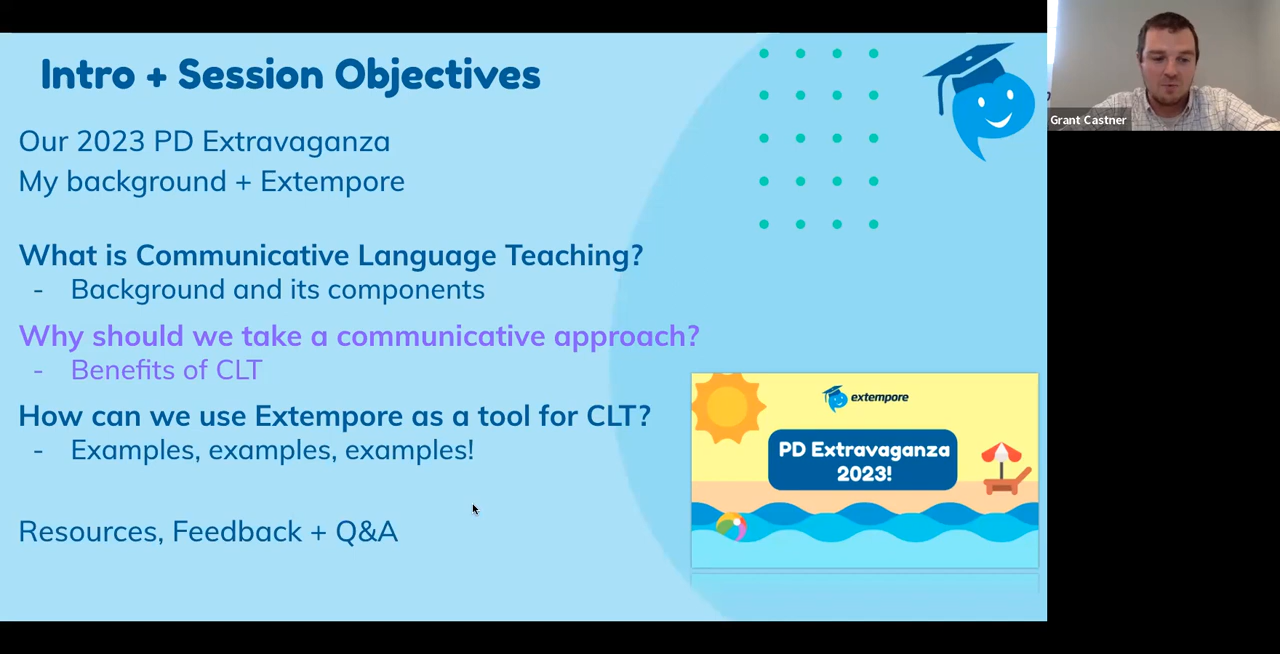 Intro + Session Objectives
Our 2023 PD Extravaganza
My background + Extempore
What is Communicative Language Teaching?
- Background and its components
Why should we take a communicative approach?
- Benefits of CLT
How can we use Extempore as a tool for CLT?
- Examples, examples, examples!
Resources, Feedback + Q&A
extempore
PD Extravaganza
2023!
Grant Castner